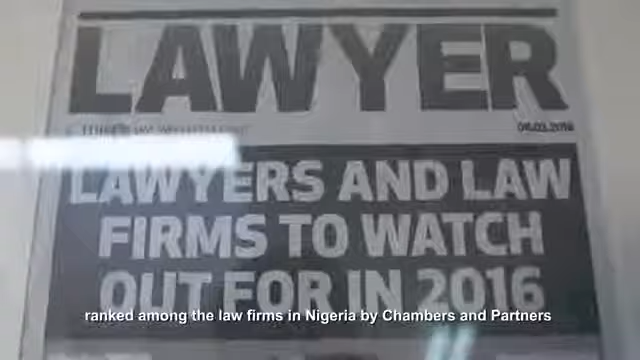 LAWYER
LAWYERS AND LAW
FIRMS TO WATCH
OUT FOR IN 2016
ranked among the law firms in Nigeria by Chambers and Partners